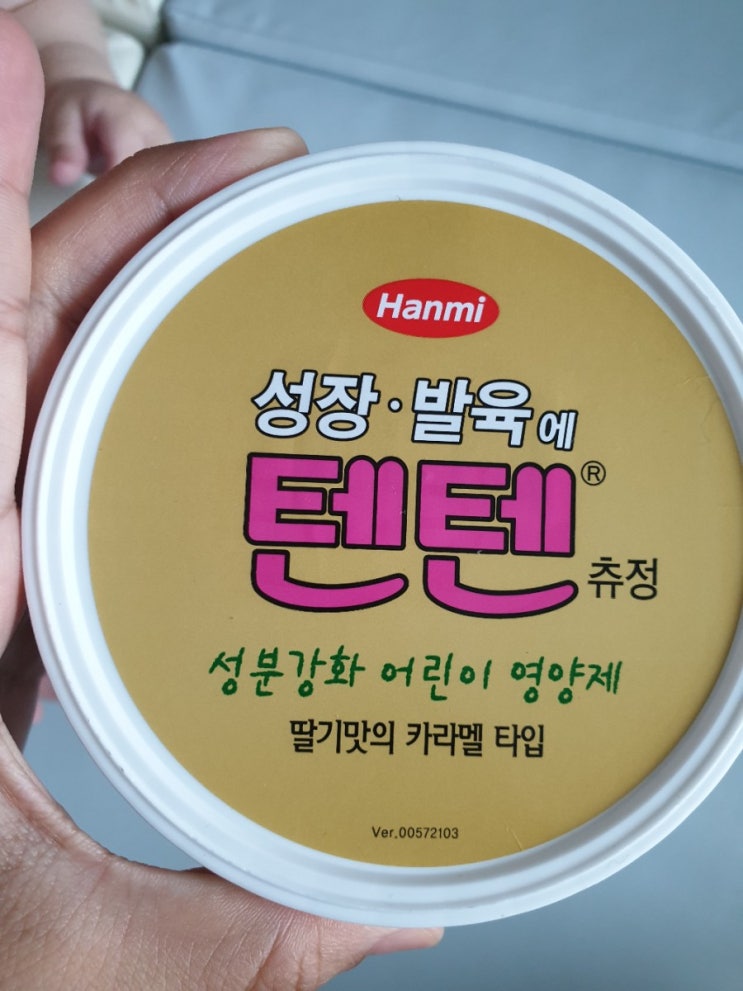 Hanmi
성장·발육에
텐텐® 츄정
성분강화 어린이 영양제
딸기맛의 카라멜 타입
Ver.00572103